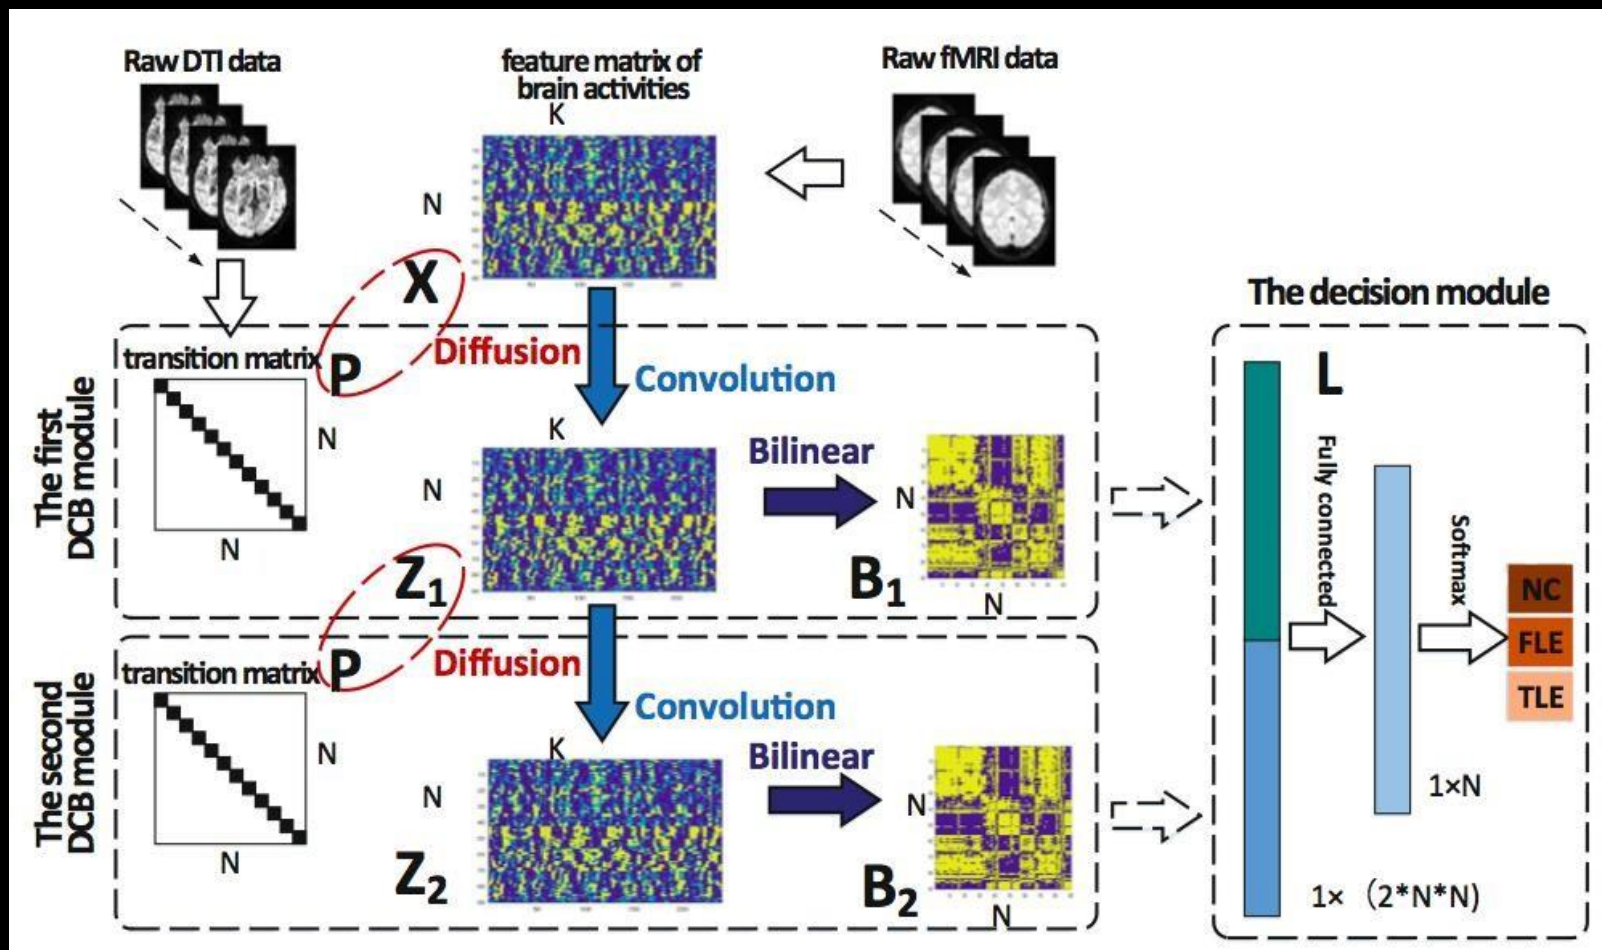 Raw DTI data
feature matrix of
brain activities
Raw fMRI data
K
N
X
The decision module
The first
DCB module
transition matrix
P
Diffusion
Convolution
N
N
K
N
Z1
Bilinear
N
B1
N
The second
DCB module
transition matrix
P
Diffusion
Convolution
N
N
K
N
Z2
Bilinear
N
B2
N
L
Fully connected
Softmax
NC
FLE
TLE
1×N
1× (2*N*N)